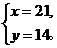 x=21,
y=14.